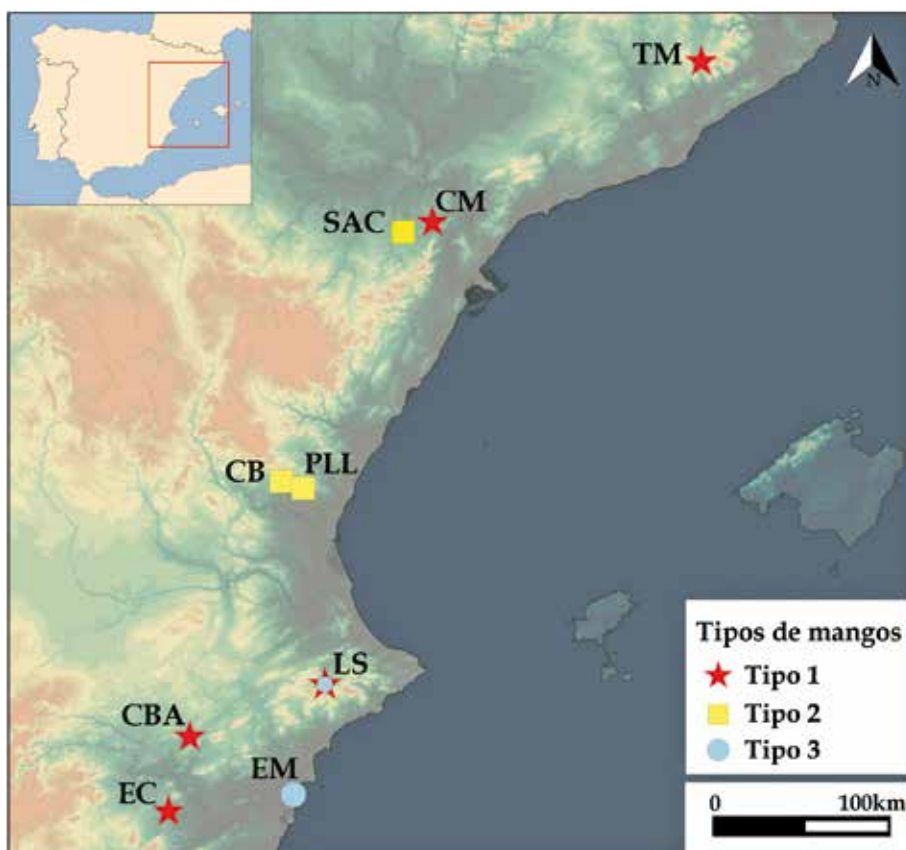 TM
N
CM
SAC
CB
PLL
LS
CBA
EM
EC
Tipos de mangos
Tipo 1
Tipo 2
Tipo 3
0 100km